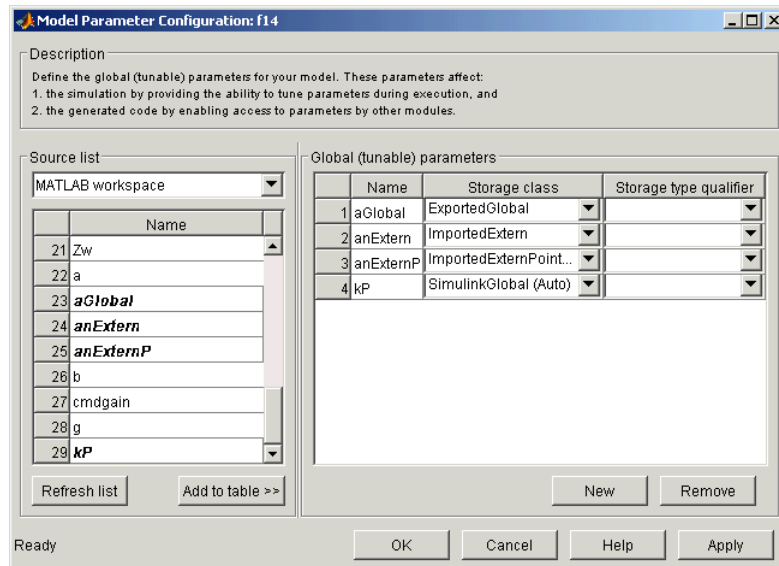 Model Parameter Configuration: f14
Description
Define the global (tunable) parameters for your model. These parameters affect:
1. the simulation by providing the ability to tune parameters during execution, and
2. the generated code by enabling access to parameters by other modules.
Source list
MATLAB workspace
Name
21 Zw
22 a
23 aGlobal
24 anExtern
25 anExternP
26 b
27 cmdgain
28 g
29 kP
Refresh list Add to table >>
Global (tunable) parameters
Name Storage class Storage type qualifier
1 aGlobal ExportedGlobal
2 anExtern ImportedExtern
3 anExternP ImportedExternPoint...
4 kP SimulinkGlobal (Auto)
New Remove
Ready OK Cancel Help Apply